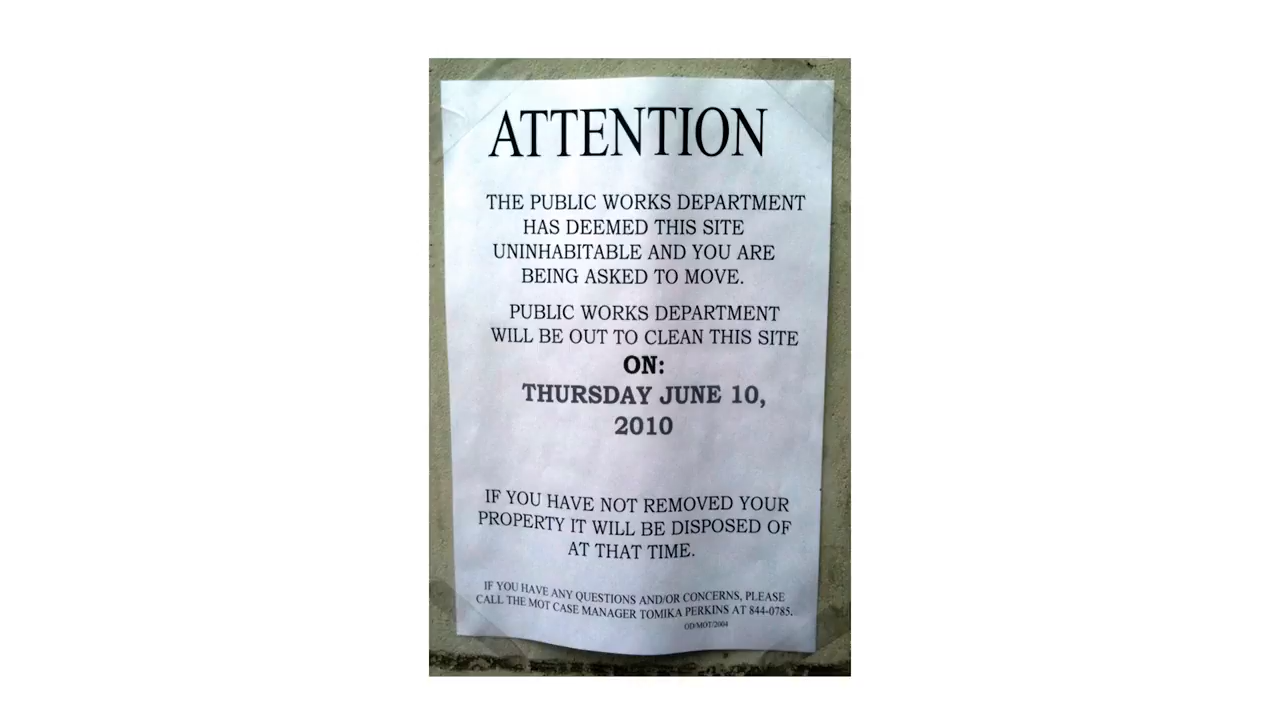 ATTENTION
THE PUBLIC WORKS DEPARTMENT
HAS DEEMED THIS SITE
UNINHABITABLE AND YOU ARE
BEING ASKED TO MOVE.
PUBLIC WORKS DEPARTMENT
WILL BE OUT TO CLEAN THIS SITE
ON:
THURSDAY JUNE 10,
2010
IF YOU HAVE NOT REMOVED YOUR
PROPERTY IT WILL BE DISPOSED OF
AT THAT TIME.
IF YOU HAVE ANY QUESTIONS AND/OR CONCERNS, PLEASE
CALL THE MOT CASE MANAGER TOMIKA PERKINS AT 844-0785.
OD/MOT/2004